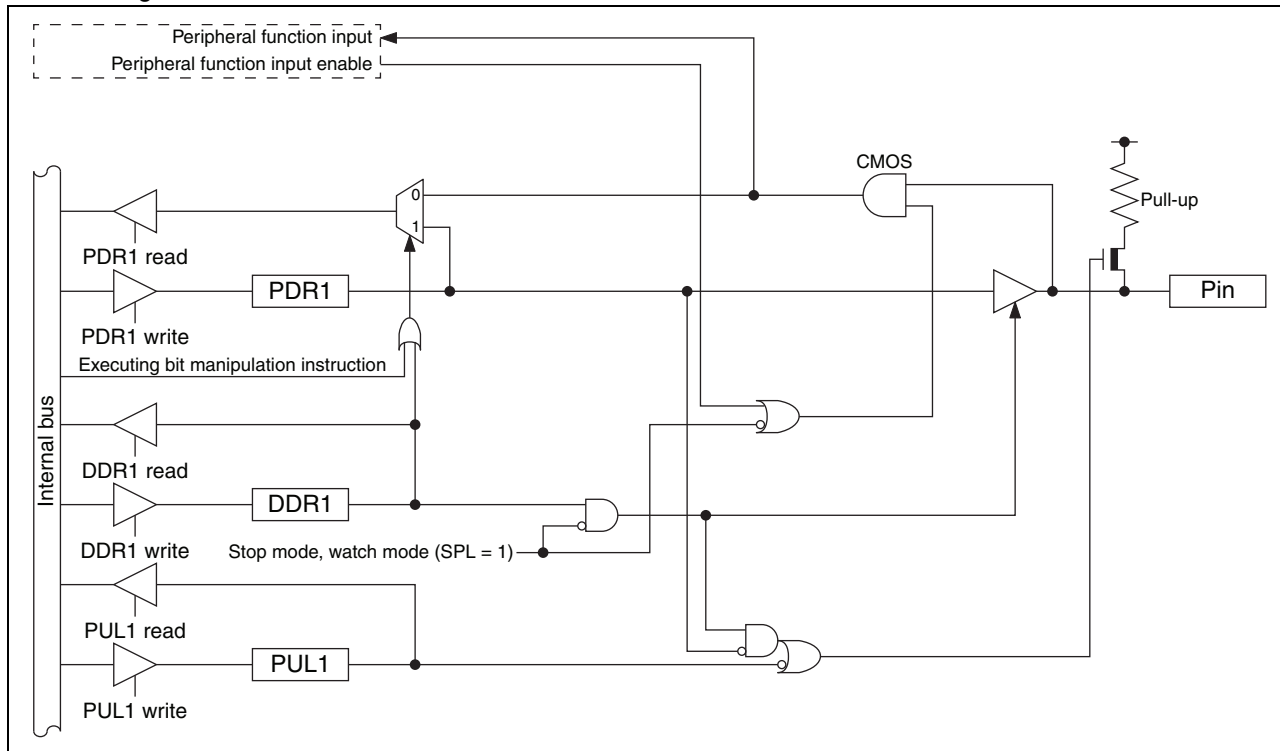 Peripheral function input
Peripheral function input enable
CMOS
0
Pull-up
1
PDR1 read
PDR1
Pin
PDR1 write
Executing bit manipulation instruction
Internal bus
DDR1 read
DDR1
Stop mode, watch mode (SPL = 1)
DDR1 write
PUL1 read
PUL1
PUL1 write